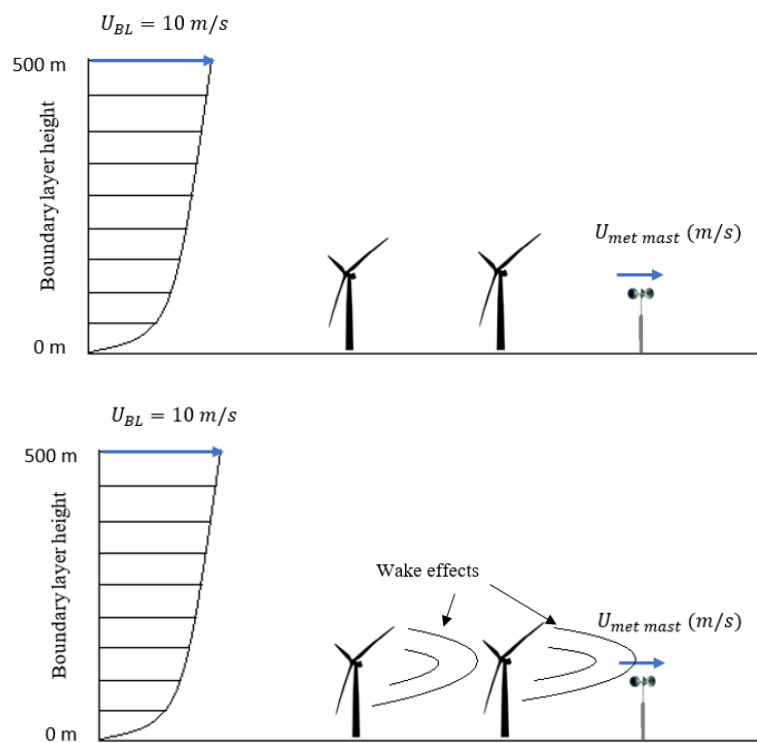 U_BL = 10 m/s
500 m
Boundary layer height
U_met mast (m/s)
0 m
U_BL = 10 m/s
500 m
Boundary layer height
Wake effects
U_met mast (m/s)
0 m